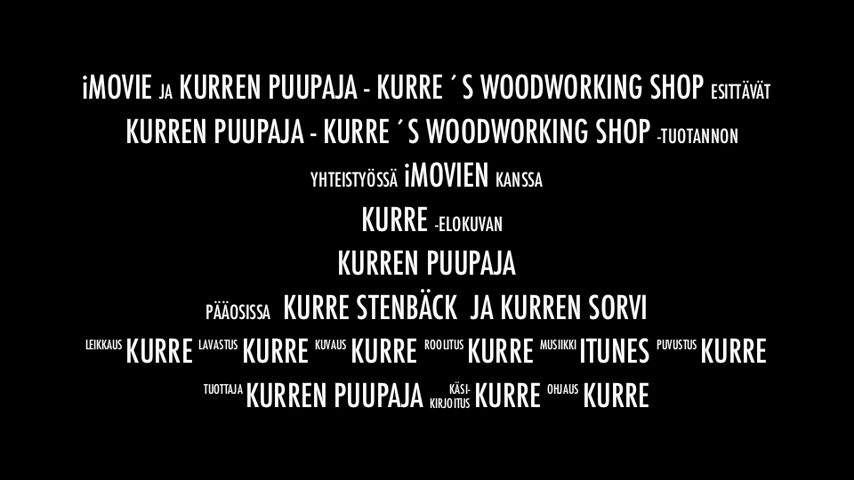 iMOVIE JA KURREN PUUPAJA - KURRE ´S WOODWORKING SHOP ESITTÄVÄT
KURREN PUUPAJA - KURRE ´S WOODWORKING SHOP -TUOTANNON
YHTEISTYÖSSÄ iMOVIEN KANSSA
KURRE -ELOKUVAN
KURREN PUUPAJA
PÄÄOSISSA KURRE STENBÄCK JA KURREN SORVI
LEIKKAUS KURRE LAVASTUS KURRE KUVAUS KURRE ROOLITUS KURRE MUSIIKKI ITUNES PUVUSTUS KURRE
TUOTTAJA KURREN PUUPAJA KÄSI-KIRJOITUS KURRE OHJAUS KURRE